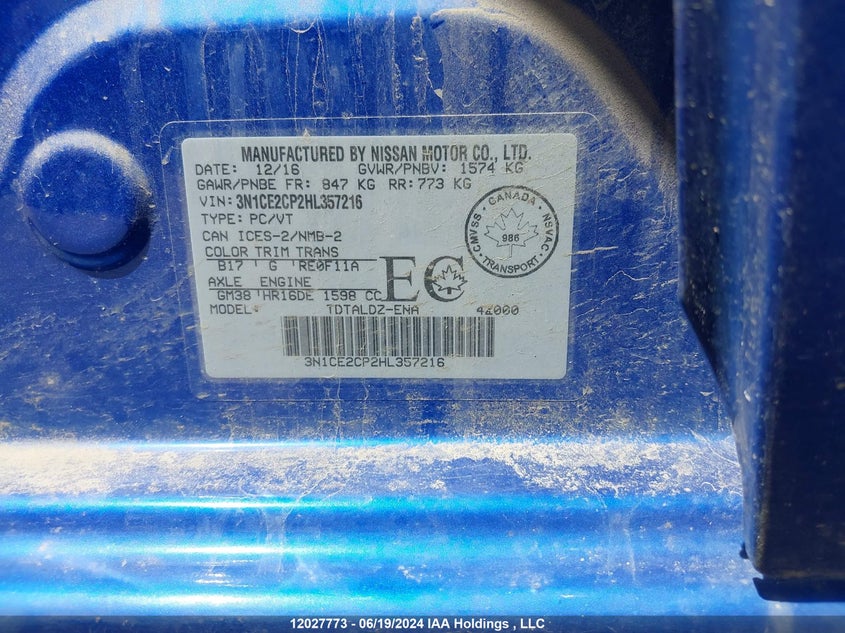 MANUFACTURED BY NISSAN MOTOR CO., LTD.
DATE: 12/16 GVWR/PNBV: 1574 KG
GAWR/PNBE FR: 847 KG RR: 773 KG
VIN: 3N1CE2CP2HL357216
TYPE: PC/VT
CAN ICES-2/NMB-2
COLOR TRIM TRANS
B17 ' G 'RE0F11A
AXLE ENGINE
GM38 'HR16DE 1598 CC
EC
MODEL TDTALDZ-ENA 42000
3N1CE2CP2HL357216
CMVSS CANADA NSVAC
986
TRANSPORT
12027773 - 06/19/2024 IAA Holdings , LLC